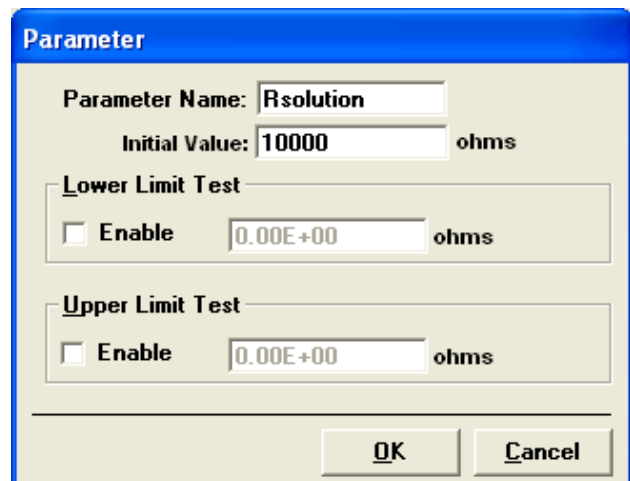 Parameter
Parameter Name: Rsolution
Initial Value: 10000 ohms
Lower Limit Test
Enable 0.00E+00 ohms
Upper Limit Test
Enable 0.00E+00 ohms
OK Cancel